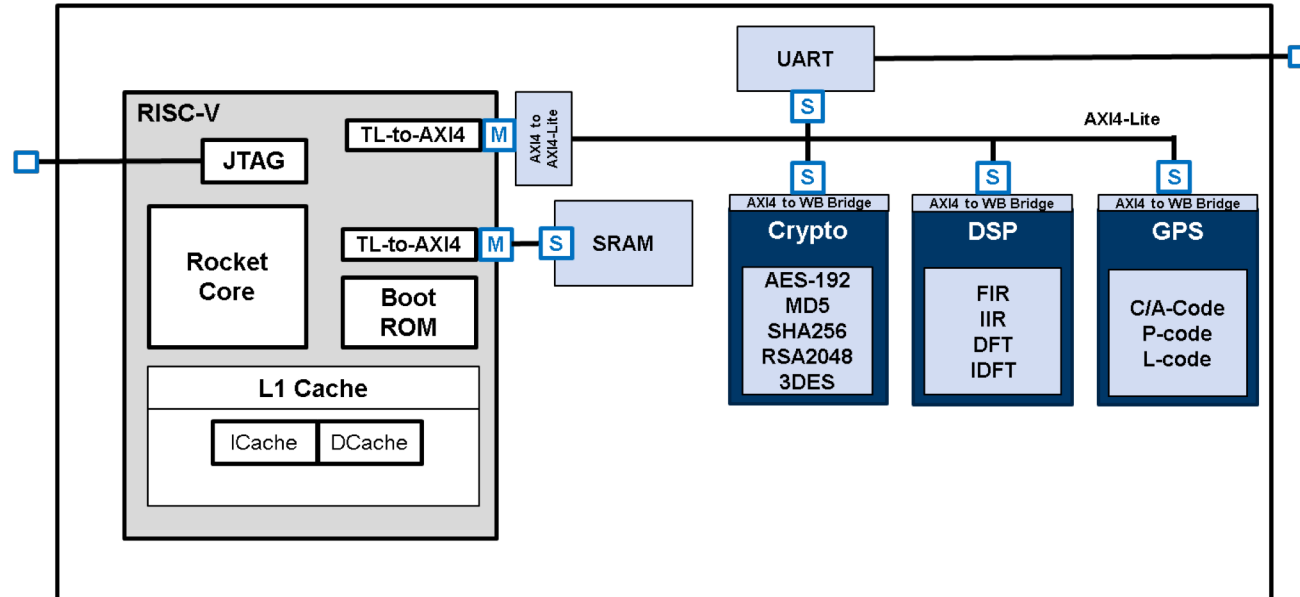 UART
S
RISC-V
TL-to-AXI4
M
AXI4 to
AXI4-Lite
AXI4-Lite
JTAG
S
S
S
AXI4 to WB Bridge
AXI4 to WB Bridge
AXI4 to WB Bridge
Crypto
DSP
GPS
TL-to-AXI4
M
S
SRAM
Rocket
Core
Boot
ROM
AES-192
MD5
SHA256
RSA2048
3DES
FIR
IIR
DFT
IDFT
C/A-Code
P-code
L-code
L1 Cache
ICache
DCache